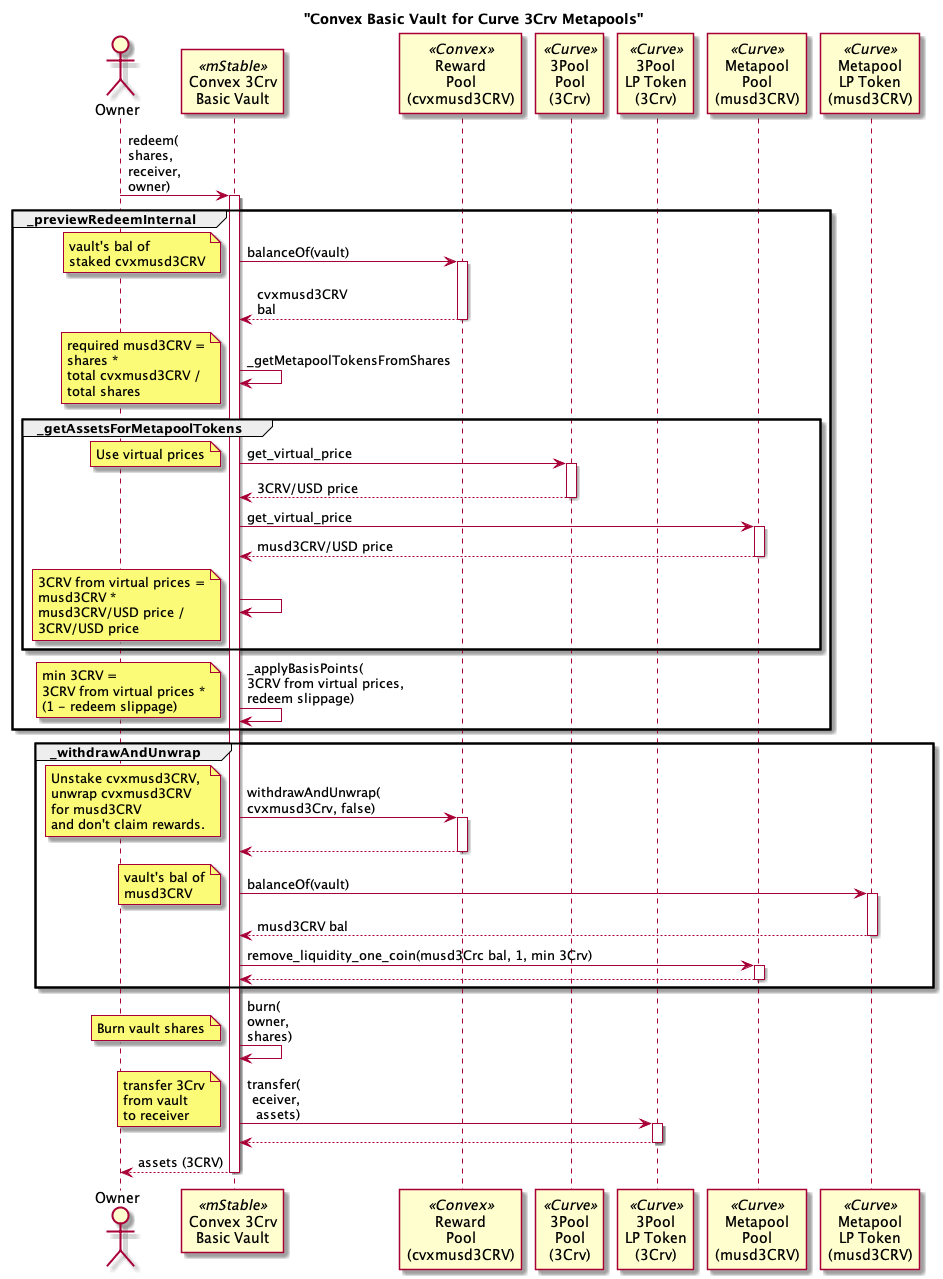 "Convex Basic Vault for Curve 3Crv Metapools"
Owner
«mStable»
Convex 3Crv
Basic Vault
«Convex»
Reward
Pool
(cvxmusd3CRV)
«Curve»
3Pool
Pool
(3Crv)
«Curve»
3Pool
LP Token
(3Crv)
«Curve»
Metapool
Pool
(musd3CRV)
«Curve»
Metapool
LP Token
(musd3CRV)
redeem(
shares,
receiver,
owner)
_previewRedeemInternal
vault's bal of
staked cvxmusd3CRV
balanceOf(vault)
cvxmusd3CRV
bal
required musd3CRV =
shares *
total cvxmusd3CRV /
total shares
_getMetapoolTokensFromShares
_getAssetsForMetapoolTokens
Use virtual prices
get_virtual_price
3CRV/USD price
get_virtual_price
musd3CRV/USD price
3CRV from virtual prices =
musd3CRV *
musd3CRV/USD price /
3CRV/USD price
min 3CRV =
3CRV from virtual prices *
(1 - redeem slippage)
_applyBasisPoints(
3CRV from virtual prices,
redeem slippage)
_withdrawAndUnwrap
Unstake cvxmusd3CRV,
unwrap cvxmusd3CRV
for musd3CRV
and don't claim rewards.
withdrawAndUnwrap(
cvxmusd3Crv, false)
vault's bal of
musd3CRV
balanceOf(vault)
musd3CRV bal
remove_liquidity_one_coin(musd3Crc bal, 1, min 3Crv)
Burn vault shares
burn(
owner,
shares)
transfer 3Crv
from vault
to receiver
transfer(
eceiver,
assets)
assets (3CRV)
Owner
«mStable»
Convex 3Crv
Basic Vault
«Convex»
Reward
Pool
(cvxmusd3CRV)
«Curve»
3Pool
Pool
(3Crv)
«Curve»
3Pool
LP Token
(3Crv)
«Curve»
Metapool
Pool
(musd3CRV)
«Curve»
Metapool
LP Token
(musd3CRV)